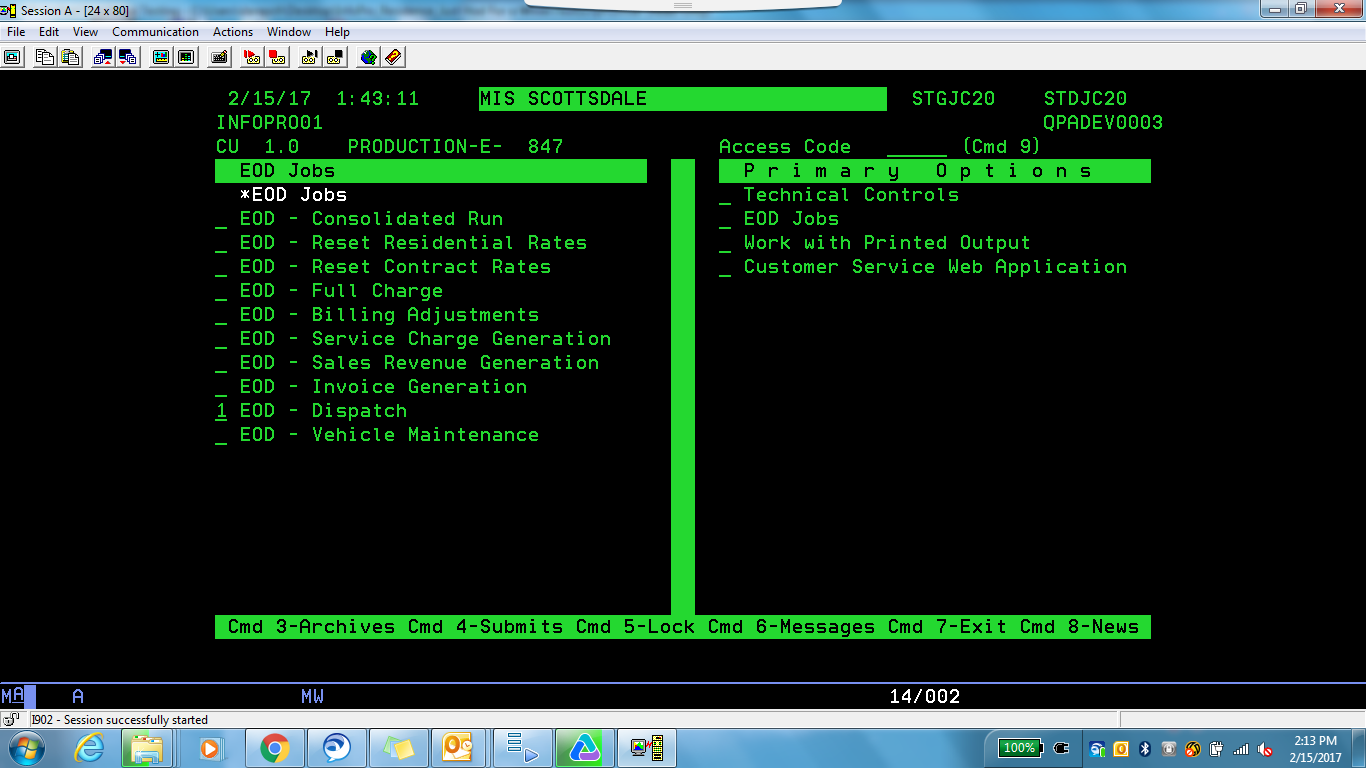 Session A - [24 x 80]
File Edit View Communication Actions Window Help
2/15/17 1:43:11 MIS SCOTTSDALE STGJC20 STDJC20
INFOPRO01 QPADEV0003
CU 1.0 PRODUCTION-E- 847 Access Code ______ (Cmd 9)
EOD Jobs P r i m a r y O p t i o n s
*EOD Jobs _ Technical Controls
_ EOD - Consolidated Run _ EOD Jobs
_ EOD - Reset Residential Rates _ Work with Printed Output
_ EOD - Reset Contract Rates _ Customer Service Web Application
_ EOD - Full Charge
_ EOD - Billing Adjustments
_ EOD - Service Charge Generation
_ EOD - Sales Revenue Generation
_ EOD - Invoice Generation
1 EOD - Dispatch
_ EOD - Vehicle Maintenance
Cmd 3-Archives Cmd 4-Submits Cmd 5-Lock Cmd 6-Messages Cmd 7-Exit Cmd 8-News
MA A MW 14/002
I902 - Session successfully started
100% 2:13 PM
2/15/2017